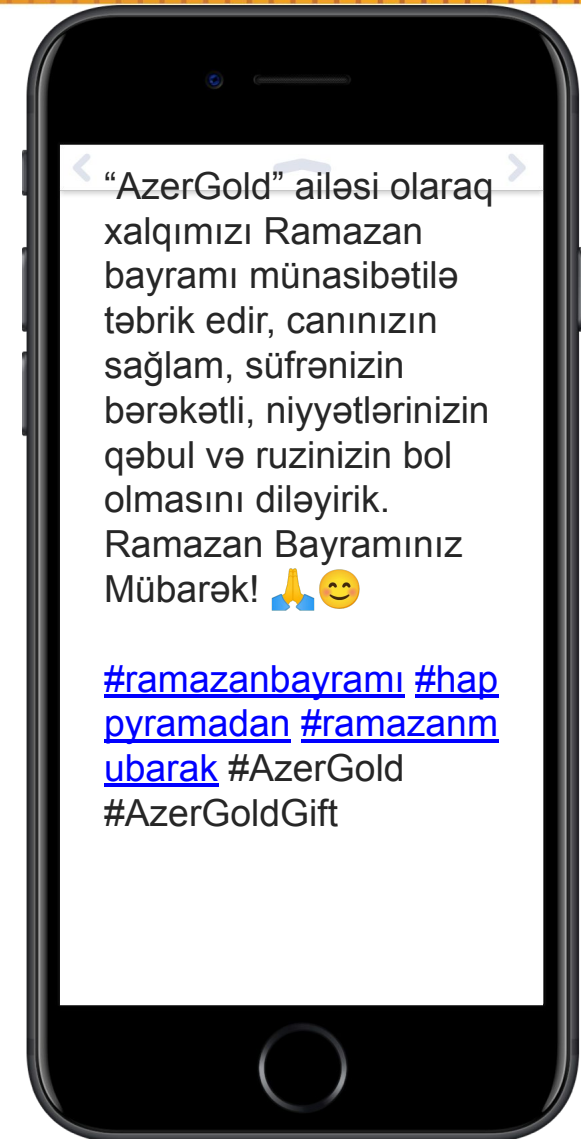 “AzerGold” ailəsi olaraq
xalqımızı Ramazan
bayramı münasibətilə
təbrik edir, canınızın
sağlam, süfrənizin
bərəkətli, niyyətlərinizin
qəbul və ruzinizin bol
olmasını diləyirik.
Ramazan Bayramınız
Mübarək! 🙏😊
#ramazanbayramı #hap
pyramadan #ramazanm
ubarak #AzerGold
#AzerGoldGift